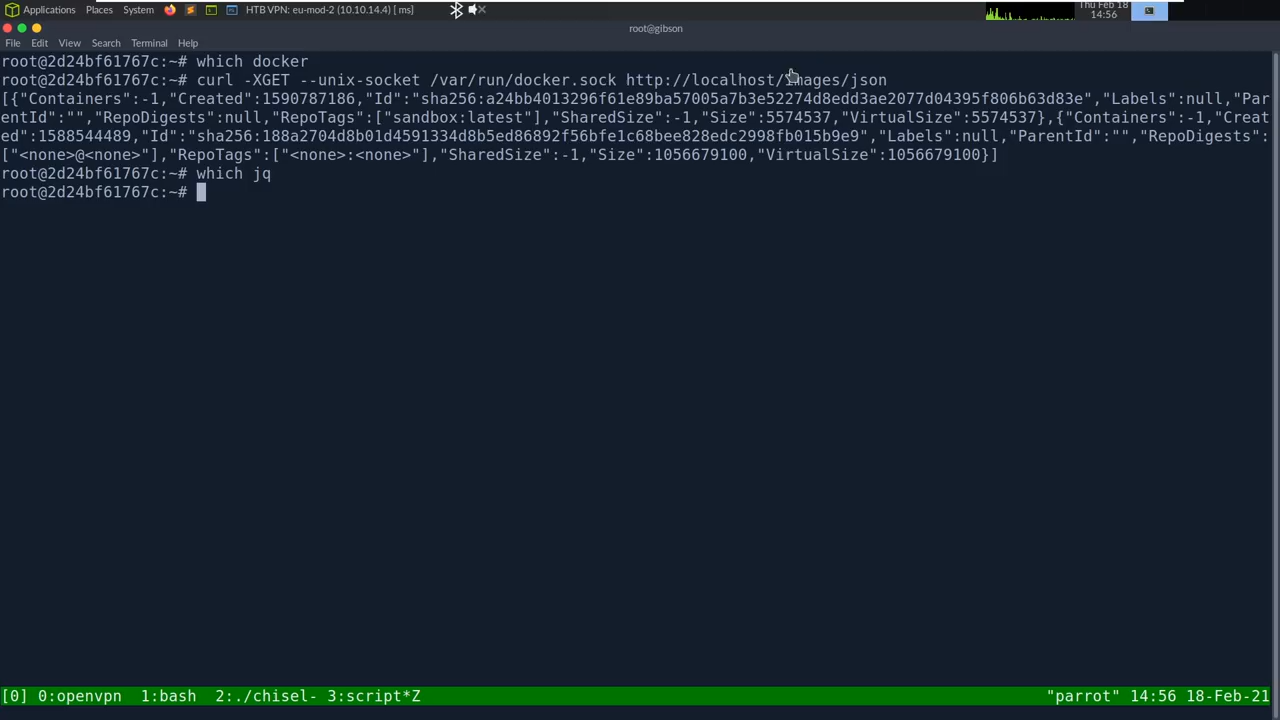 Applications Places System HTB VPN: eu-mod-2 (10.10.14.4) [ ms] Thu Feb 18
14:56
root@gibson
File Edit View Search Terminal Help
root@2d24bf61767c:~# which docker
root@2d24bf61767c:~# curl -XGET --unix-socket /var/run/docker.sock http://localhost/images/json
[{"Containers":-1,"Created":1590787186,"Id":"sha256:a24bb4013296f61e89ba57005a7b3e52274d8edd3ae2077d04395f806b63d83e","Labels":null,"Par
entId":"","RepoDigests":null,"RepoTags":["sandbox:latest"],"SharedSize":-1,"Size":5574537,"VirtualSize":5574537},{"Containers":-1,"Creat
ed":1588544489,"Id":"sha256:188a2704d8b01d4591334d8b5ed86892f56bfe1c68bee828edc2998fb015b9e9","Labels":null,"ParentId":"","RepoDigests":
["<none>@<none>"],"RepoTags":["<none>:<none>"],"SharedSize":-1,"Size":1056679100,"VirtualSize":1056679100}]
root@2d24bf61767c:~# which jq
root@2d24bf61767c:~#
[0] 0:openvpn 1:bash 2:./chisel- 3:script*Z "parrot" 14:56 18-Feb-21